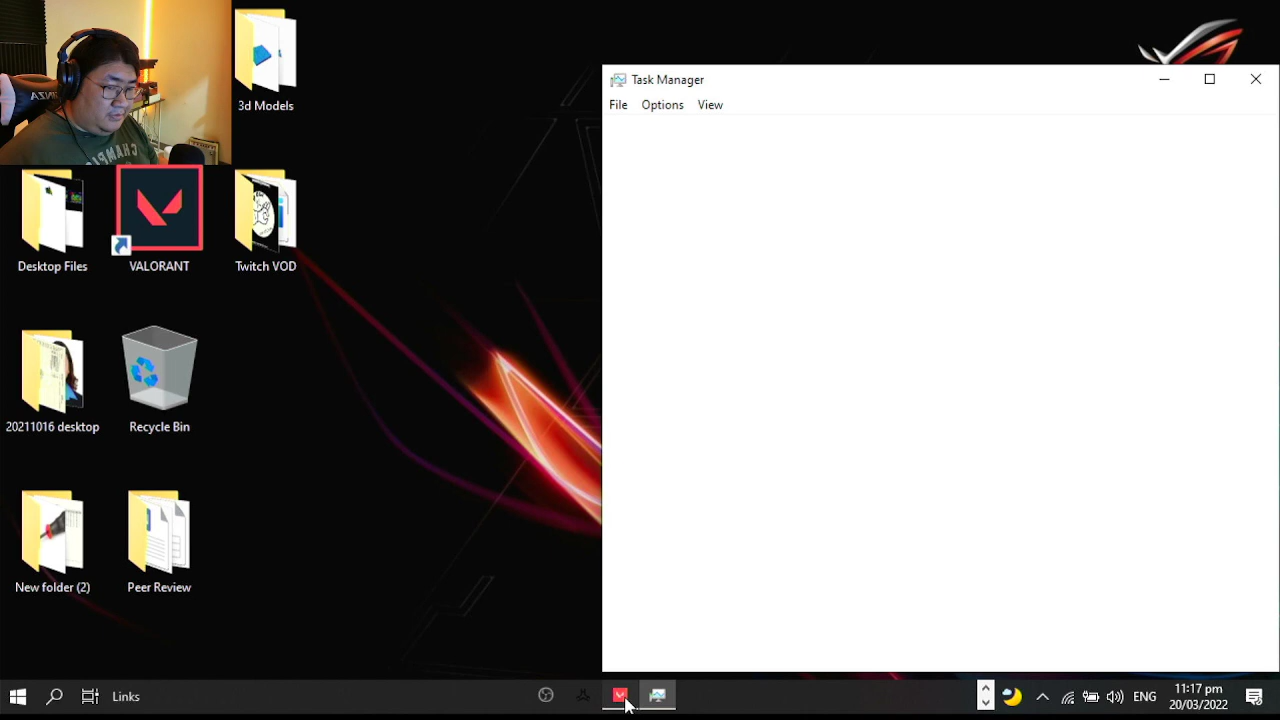 3d Models
Task Manager
File Options View
Desktop Files
VALORANT
Twitch VOD
20211016 desktop
Recycle Bin
New folder (2)
Peer Review
Links
ENG
11:17 pm
20/03/2022